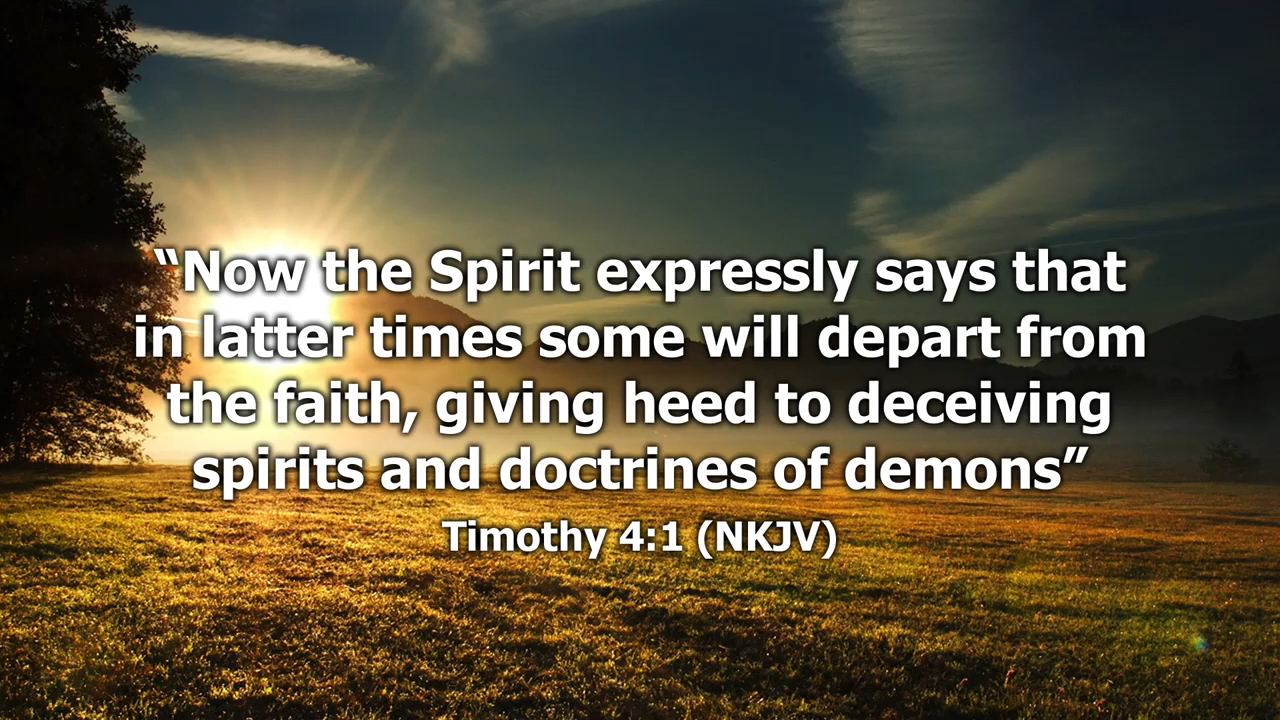 “Now the Spirit expressly says that
in latter times some will depart from
the faith, giving heed to deceiving
spirits and doctrines of demons”
Timothy 4:1 (NKJV)